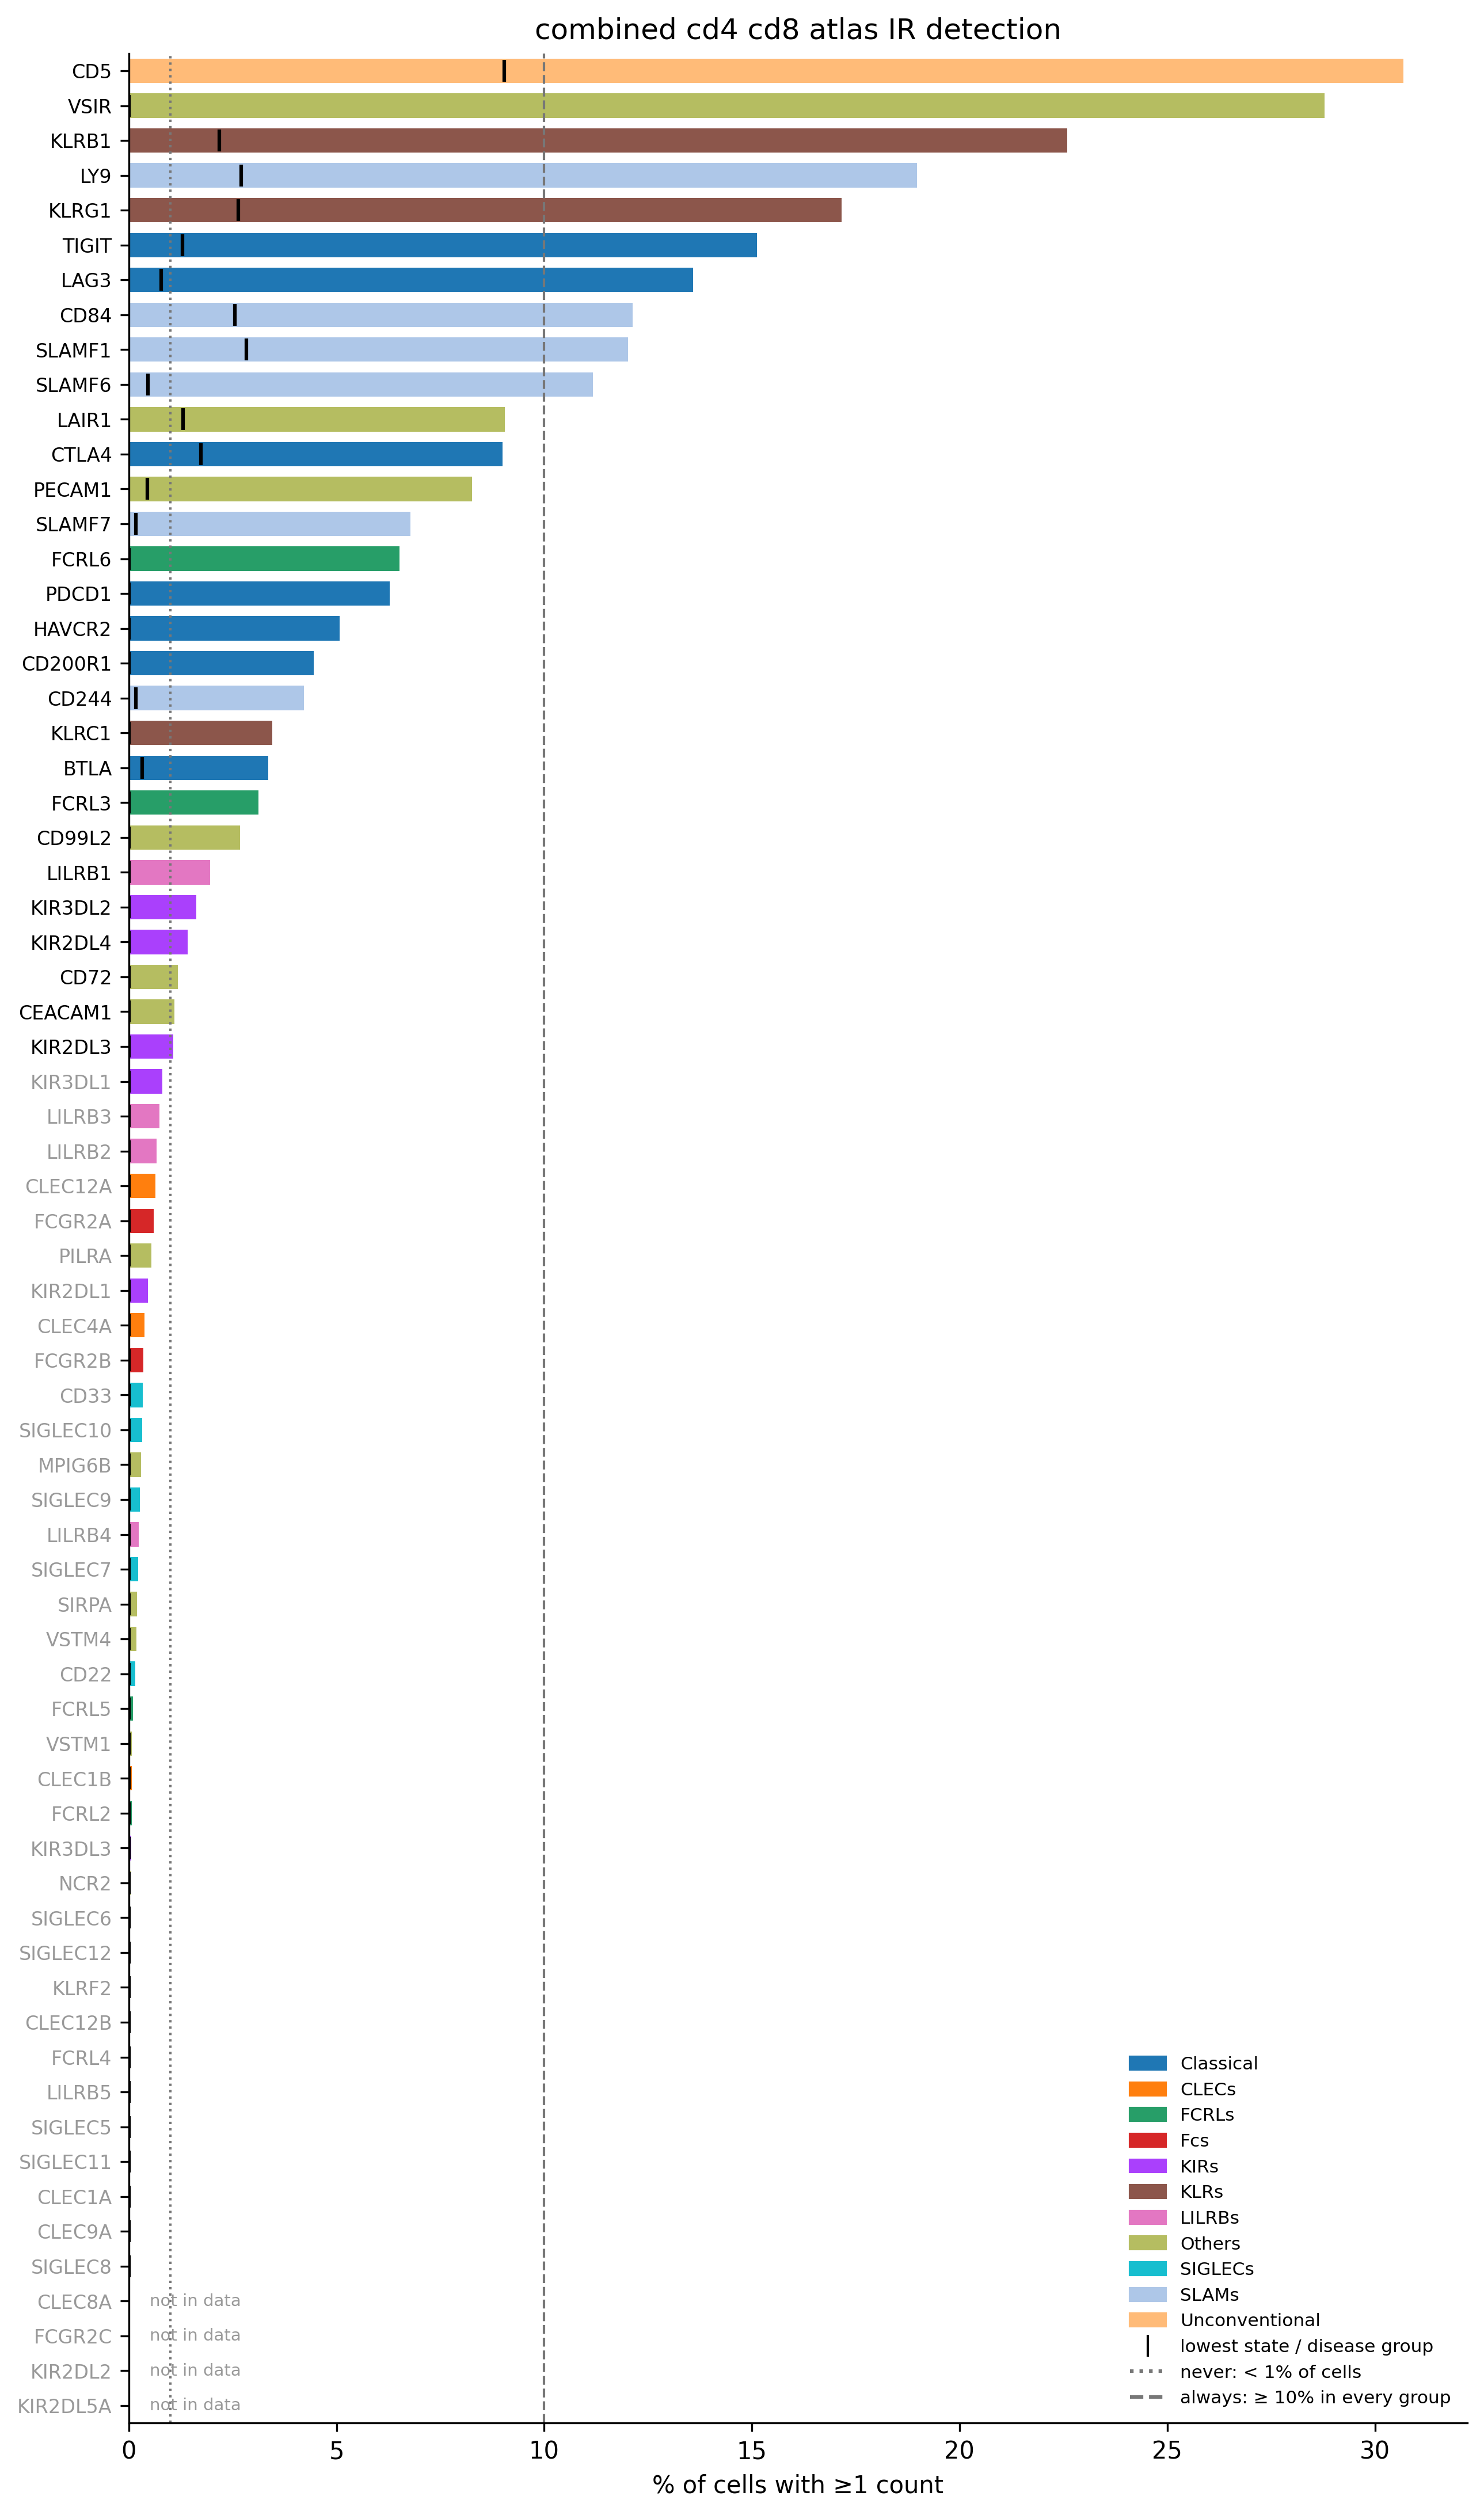 combined cd4 cd8 atlas IR detection
CD5
VSIR
KLRB1
LY9
KLRG1
TIGIT
LAG3
CD84
SLAMF1
SLAMF6
LAIR1
CTLA4
PECAM1
SLAMF7
FCRL6
PDCD1
HAVCR2
CD200R1
CD244
KLRC1
BTLA
FCRL3
CD99L2
LILRB1
KIR3DL2
KIR2DL4
CD72
CEACAM1
KIR2DL3
KIR3DL1
LILRB3
LILRB2
CLEC12A
FCGR2A
PILRA
KIR2DL1
CLEC4A
FCGR2B
CD33
SIGLEC10
MPIG6B
SIGLEC9
LILRB4
SIGLEC7
SIRPA
VSTM4
CD22
FCRL5
VSTM1
CLEC1B
FCRL2
KIR3DL3
NCR2
SIGLEC6
SIGLEC12
KLRF2
CLEC12B
FCRL4
LILRB5
SIGLEC5
SIGLEC11
CLEC1A
CLEC9A
SIGLEC8
CLEC8A not in data
FCGR2C not in data
KIR2DL2 not in data
KIR2DL5A not in data
Classical
CLECs
FCRLs
Fcs
KIRs
KLRs
LILRBs
Others
SIGLECs
SLAMs
Unconventional
lowest state / disease group
never: < 1% of cells
always: ≥ 10% in every group
0 5 10 15 20 25 30
% of cells with ≥1 count